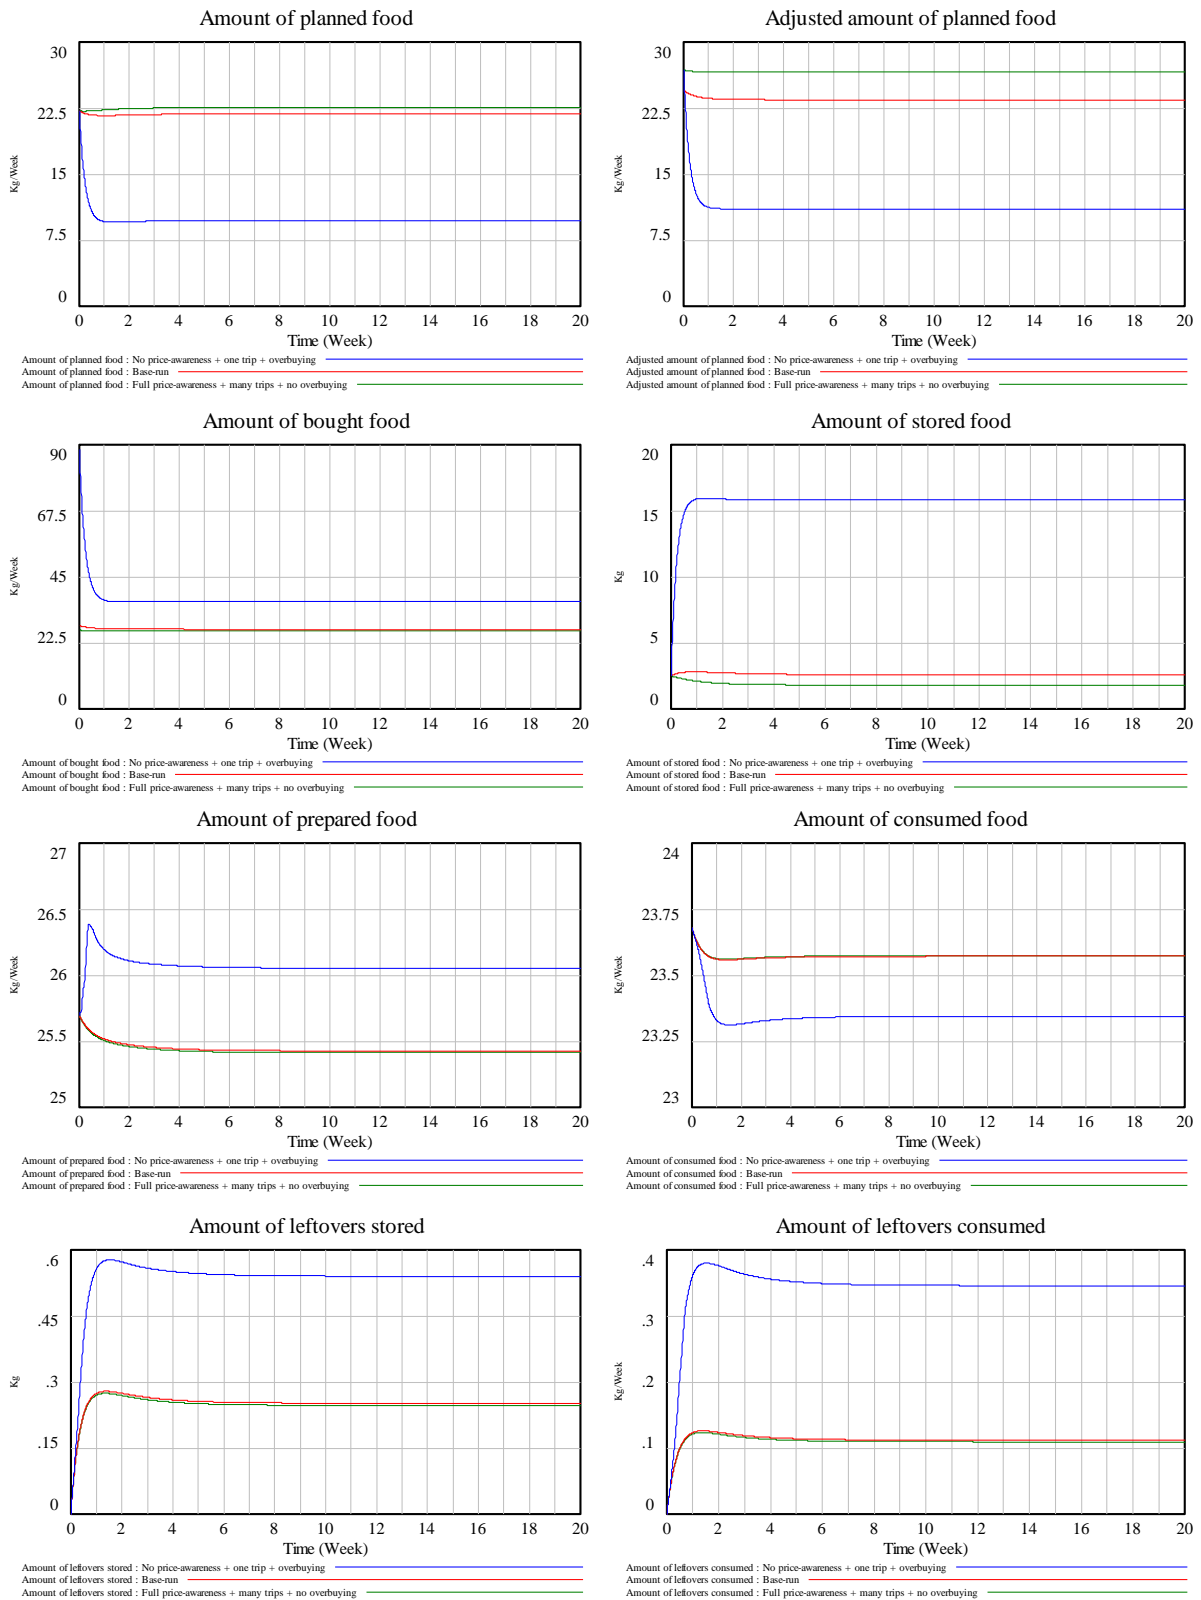 Amount of planned food
30
22.5
15
7.5
0
Kg/Week
0 2 4 6 8 10 12 14 16 18 20
Time (Week)
Amount of planned food : No price-awareness + one trip + overbuying
Amount of planned food : Base-run
Amount of planned food : Full price-awareness + many trips + no overbuying
Adjusted amount of planned food
30
22.5
15
7.5
0
Kg/Week
0 2 4 6 8 10 12 14 16 18 20
Time (Week)
Adjusted amount of planned food : No price-awareness + one trip + overbuying
Adjusted amount of planned food : Base-run
Adjusted amount of planned food : Full price-awareness + many trips + no overbuying
Amount of bought food
90
67.5
45
22.5
0
Kg/Week
0 2 4 6 8 10 12 14 16 18 20
Time (Week)
Amount of bought food : No price-awareness + one trip + overbuying
Amount of bought food : Base-run
Amount of bought food : Full price-awareness + many trips + no overbuying
Amount of stored food
20
15
10
5
0
Kg
0 2 4 6 8 10 12 14 16 18 20
Time (Week)
Amount of stored food : No price-awareness + one trip + overbuying
Amount of stored food : Base-run
Amount of stored food : Full price-awareness + many trips + no overbuying
Amount of prepared food
27
26.5
26
25.5
25
Kg/Week
0 2 4 6 8 10 12 14 16 18 20
Time (Week)
Amount of prepared food : No price-awareness + one trip + overbuying
Amount of prepared food : Base-run
Amount of prepared food : Full price-awareness + many trips + no overbuying
Amount of consumed food
24
23.75
23.5
23.25
23
Kg/Week
0 2 4 6 8 10 12 14 16 18 20
Time (Week)
Amount of consumed food : No price-awareness + one trip + overbuying
Amount of consumed food : Base-run
Amount of consumed food : Full price-awareness + many trips + no overbuying
Amount of leftovers stored
.6
.45
.3
.15
0
Kg
0 2 4 6 8 10 12 14 16 18 20
Time (Week)
Amount of leftovers stored : No price-awareness + one trip + overbuying
Amount of leftovers stored : Base-run
Amount of leftovers stored : Full price-awareness + many trips + no overbuying
Amount of leftovers consumed
.4
.3
.2
.1
0
Kg/Week
0 2 4 6 8 10 12 14 16 18 20
Time (Week)
Amount of leftovers consumed : No price-awareness + one trip + overbuying
Amount of leftovers consumed : Base-run
Amount of leftovers consumed : Full price-awareness + many trips + no overbuying